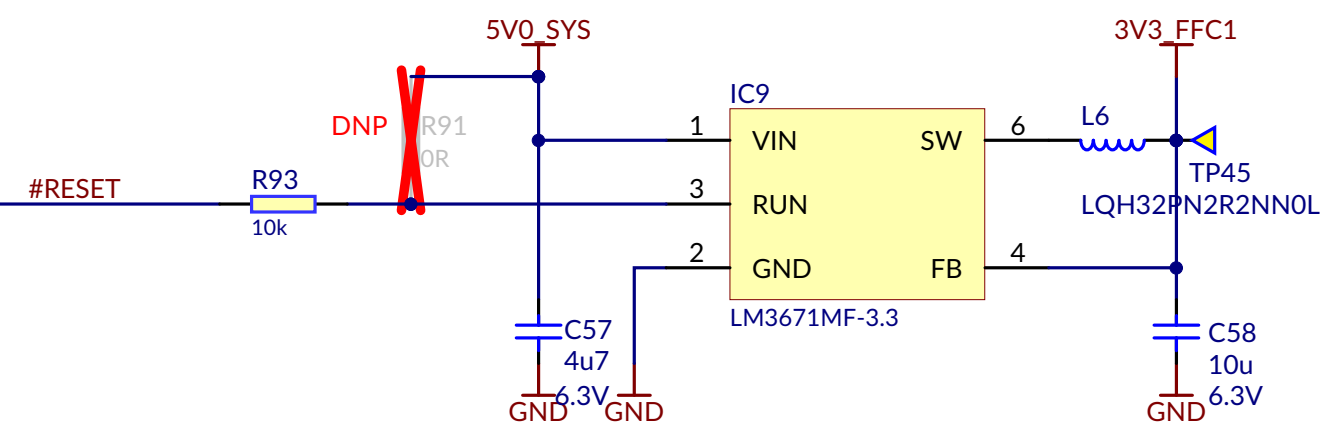 5V0_SYS
3V3_FFC1
IC9
DNP
R91
0R
1
VIN
SW
6
L6
TP45
LQH32PN2R2NN0L
#RESET
R93
10k
3
RUN
2
GND
FB
4
LM3671MF-3.3
C57
4u7
6.3V
GND
GND
C58
10u
6.3V
GND